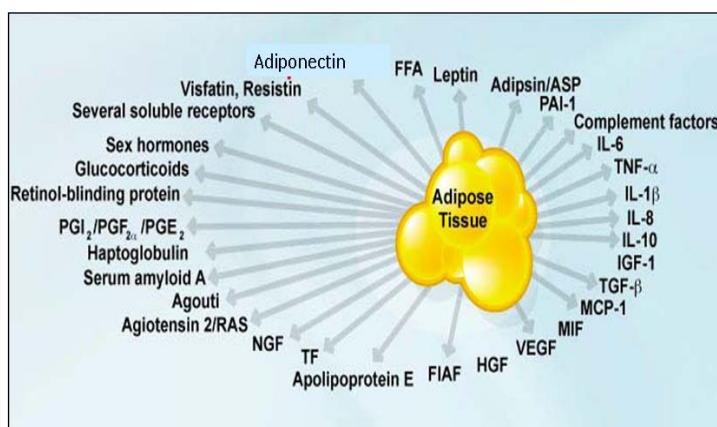 Adiponectin
FFA
Leptin
Adipsin/ASP
PAI-1
Complement factors
IL-6
TNF-α
IL-1β
IL-8
IL-10
IGF-1
TGF-β
MCP-1
MIF
VEGF
HGF
FIAF
Apolipoprotein E
TF
NGF
Agiotensin 2/RAS
Agouti
Serum amyloid A
Haptoglobulin
PGI₂/PGF₂α/PGE₂
Retinol-blinding protein
Glucocorticoids
Sex hormones
Several soluble receptors
Visfatin, Resistin
Adipose
Tissue